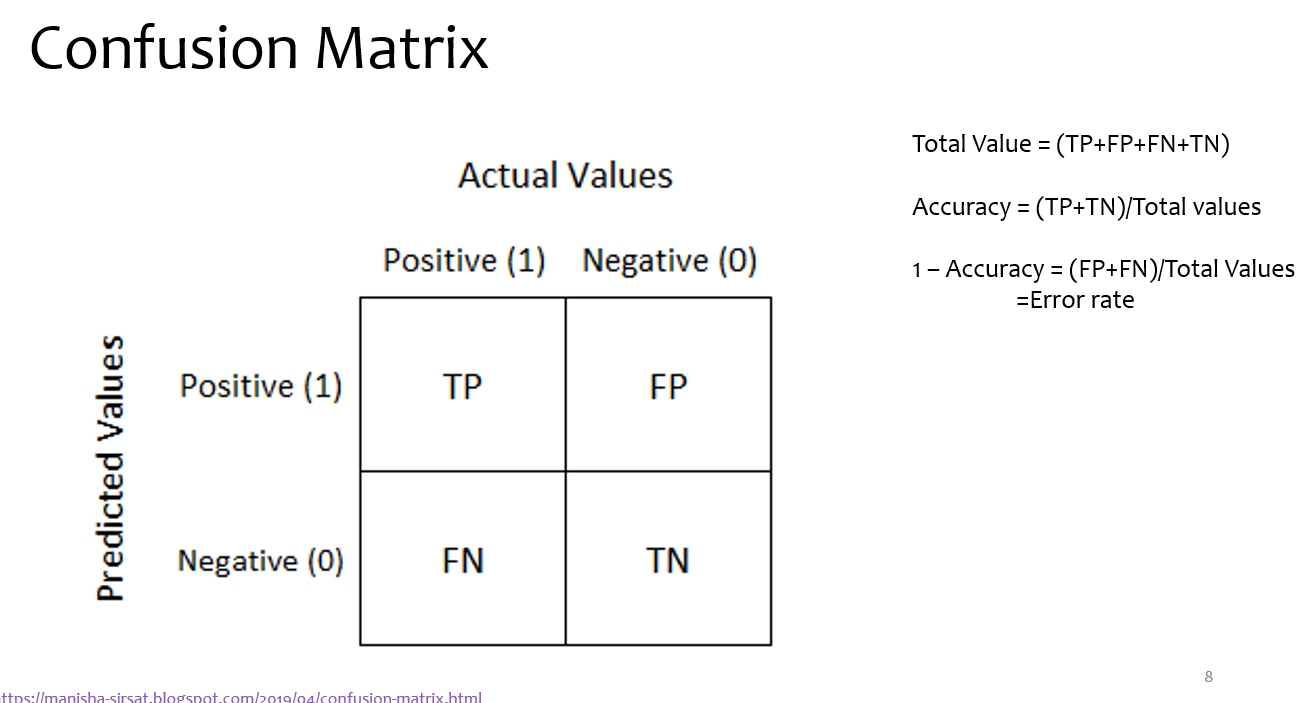 Confusion Matrix
Actual Values
Positive (1) Negative (0)
Predicted Values
Positive (1) TP FP
Negative (0) FN TN
Total Value = (TP+FP+FN+TN)
Accuracy = (TP+TN)/Total values
1 – Accuracy = (FP+FN)/Total Values
=Error rate
ttps://manisha-sirsat.blogspot.com/2019/04/confusion-matrix.html
8